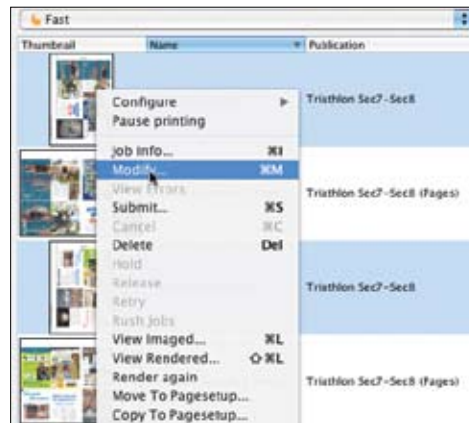 Fast
Thumbnail Name Publication
Triathlon Sec7-Sec8
Configure
Pause printing
Job Info... ⌘I
Modify... ⌘M
View Errors
Submit... ⌘S
Cancel ⌘C
Delete Del
Hold
Release
Retry
Rush Jobs
View Imaged... ⌘L
View Rendered... ⇧⌘L
Render again
Move To Pagesetup...
Copy To Pagesetup...
Triathlon Sec7-Sec8 (Pages)
Triathlon Sec7-Sec8
Triathlon Sec7-Sec8 (Pages)